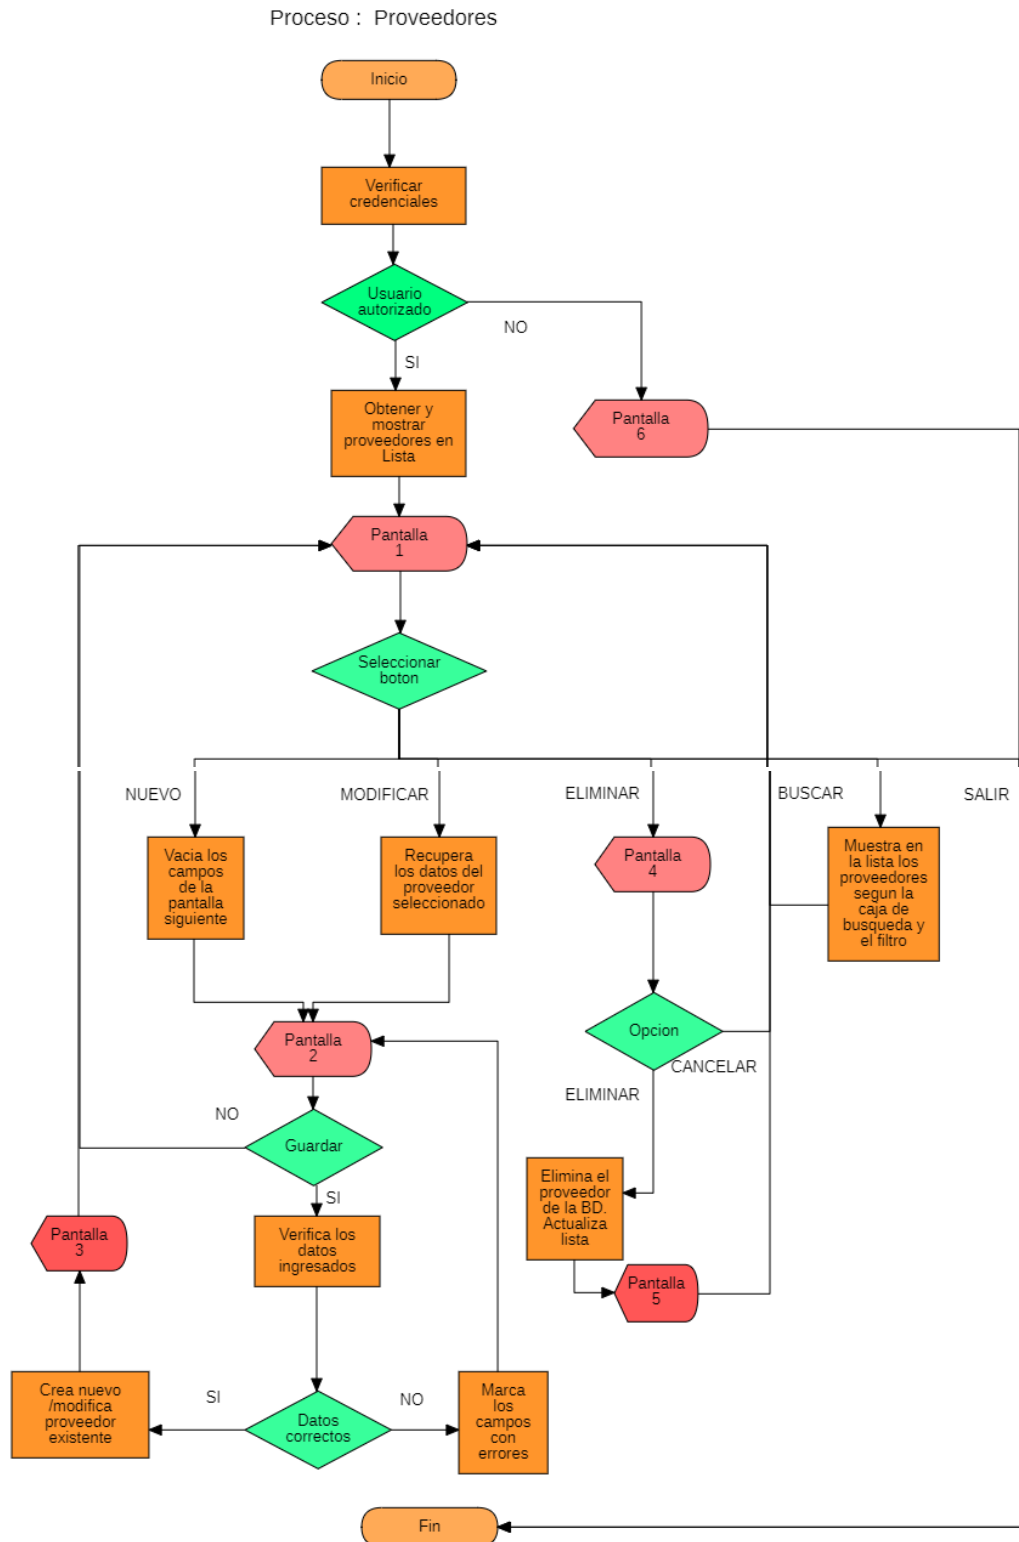 Proceso :  Proveedores
Inicio
Verificar
credenciales
Usuario
autorizado
NO
SI
Obtener y
mostrar
proveedores en
Lista
Pantalla
6
Pantalla
1
Seleccionar
boton
NUEVO
MODIFICAR
ELIMINAR
BUSCAR
SALIR
Vacia los
campos
de la
pantalla
siguiente
Recupera
los datos del
proveedor
seleccionado
Pantalla
4
Muestra en
la lista los
proveedores
segun la
caja de
busqueda y
el filtro
Pantalla
2
Opcion
CANCELAR
ELIMINAR
NO
Guardar
SI
Elimina el
proveedor
de la BD.
Actualiza
lista
Pantalla
3
Verifica los
datos
ingresados
Pantalla
5
Crea nuevo
/modifica
proveedor
existente
SI
Datos
correctos
NO
Marca
los
campos
con
errores
Fin